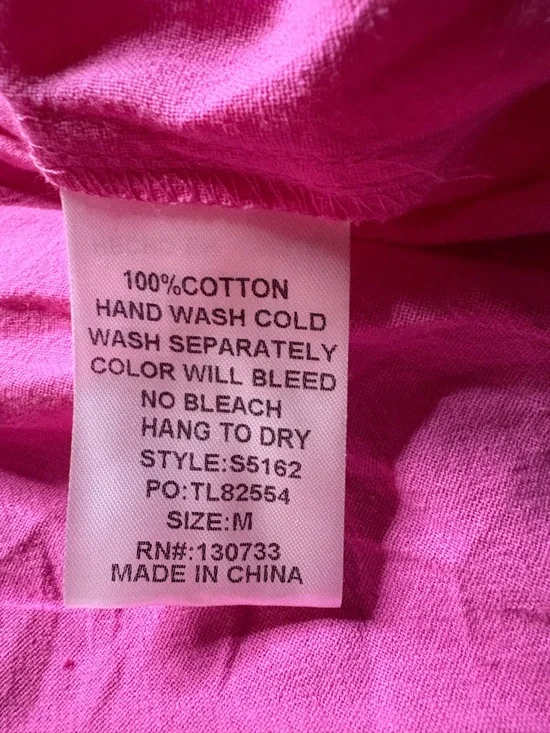 100%COTTON
HAND WASH COLD
WASH SEPARATELY
COLOR WILL BLEED
NO BLEACH
HANG TO DRY
STYLE:S5162
PO:TL82554
SIZE:M
RN#:130733
MADE IN CHINA